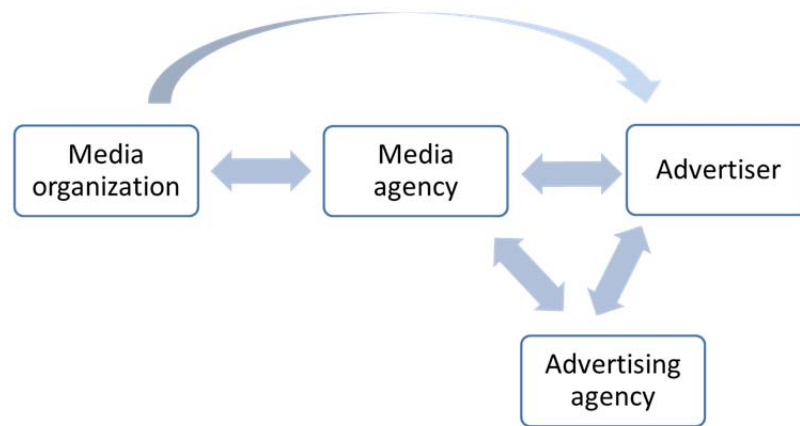 Media
organization
Media
agency
Advertiser
Advertising
agency